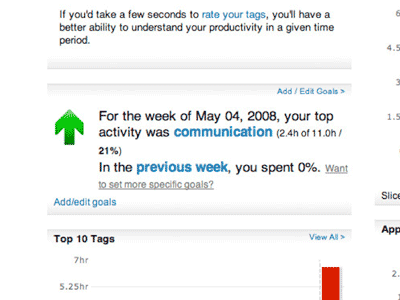 If you'd take a few seconds to rate your tags, you'll have a
better ability to understand your productivity in a given time
period.
Add / Edit Goals >
For the week of May 04, 2008, your top
activity was communication (2.4h of 11.0h /
21%)
In the previous week, you spent 0%. Want
to set more specific goals?
Add/edit goals
Top 10 Tags
View All >
7hr
5.25hr
6
4.5
3
1.5
Slice
App
2.